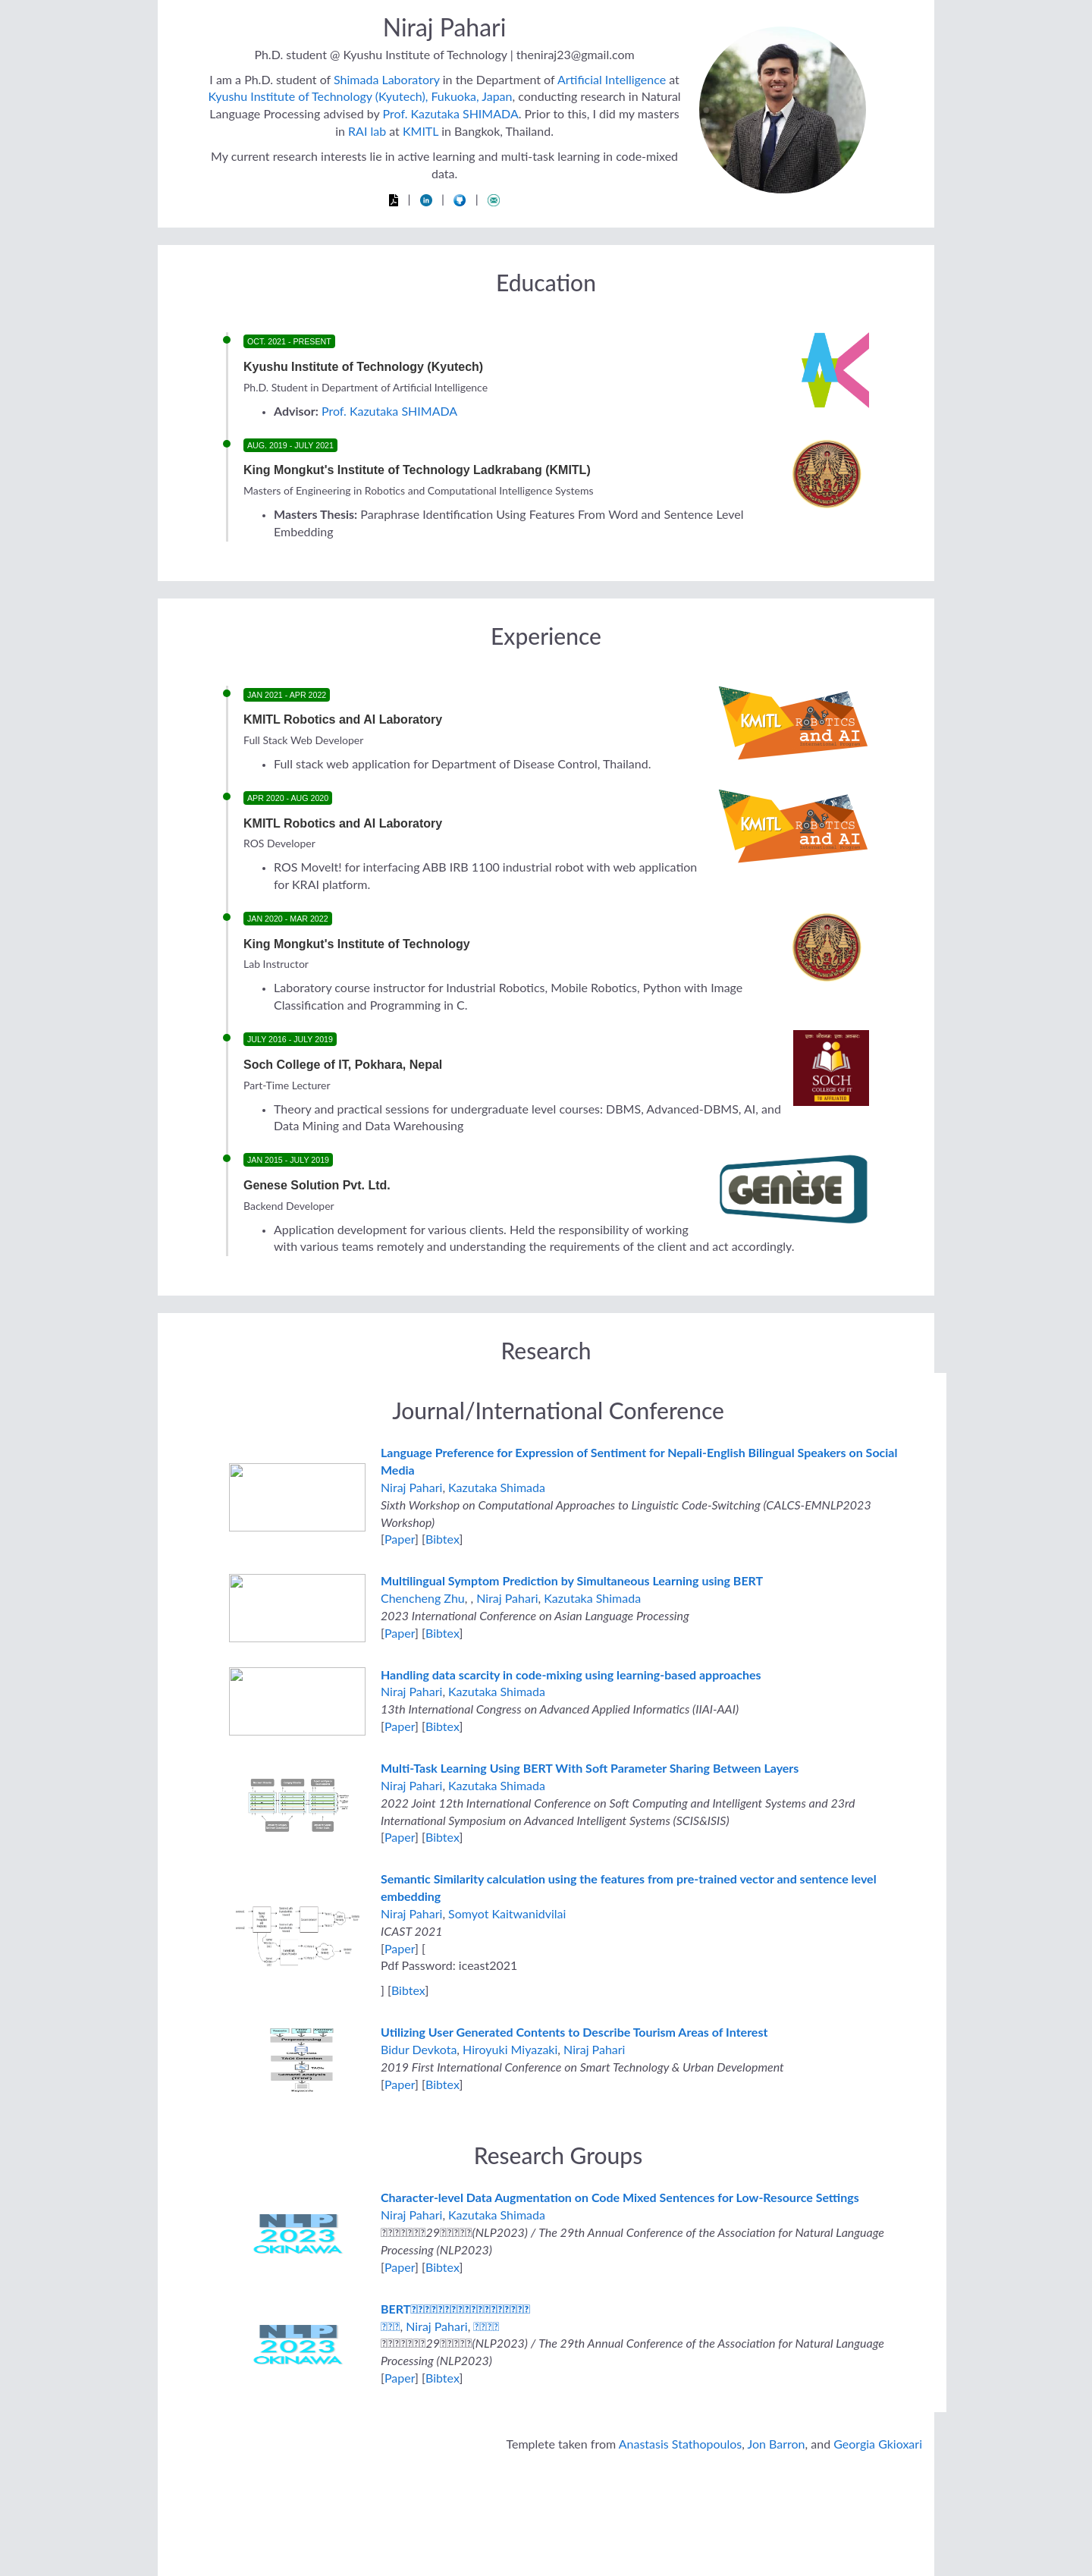 Niraj Pahari
Ph.D. student @ Kyushu Institute of Technology | theniraj23@gmail.com
I am a Ph.D. student of Shimada Laboratory in the Department of Artificial Intelligence at
Kyushu Institute of Technology (Kyutech), Fukuoka, Japan, conducting research in Natural
Language Processing advised by Prof. Kazutaka SHIMADA. Prior to this, I did my masters
in RAI lab at KMITL in Bangkok, Thailand.
My current research interests lie in active learning and multi-task learning in code-mixed
data.
| | |
Education
OCT. 2021 - PRESENT
Kyushu Institute of Technology (Kyutech)
Ph.D. Student in Department of Artificial Intelligence
• Advisor: Prof. Kazutaka SHIMADA
AUG. 2019 - JULY 2021
King Mongkut's Institute of Technology Ladkrabang (KMITL)
Masters of Engineering in Robotics and Computational Intelligence Systems
• Masters Thesis: Paraphrase Identification Using Features From Word and Sentence Level
Embedding
Experience
JAN 2021 - APR 2022
KMITL Robotics and AI Laboratory
Full Stack Web Developer
• Full stack web application for Department of Disease Control, Thailand.
KMITL ROBOTICS
and AI
APR 2020 - AUG 2020
KMITL Robotics and AI Laboratory
ROS Developer
• ROS MoveIt! for interfacing ABB IRB 1100 industrial robot with web application
for KRAI platform.
KMITL ROBOTICS
and AI
JAN 2020 - MAR 2022
King Mongkut's Institute of Technology
Lab Instructor
• Laboratory course instructor for Industrial Robotics, Mobile Robotics, Python with Image
Classification and Programming in C.
JULY 2016 - JULY 2019
Soch College of IT, Pokhara, Nepal
Part-Time Lecturer
• Theory and practical sessions for undergraduate level courses: DBMS, Advanced-DBMS, AI, and
Data Mining and Data Warehousing
SOCH
COLLEGE OF IT
TU AFFILIATED
JAN 2015 - JULY 2019
Genese Solution Pvt. Ltd.
Backend Developer
• Application development for various clients. Held the responsibility of working
with various teams remotely and understanding the requirements of the client and act accordingly.
GENÈSE
Research
Journal/International Conference
Language Preference for Expression of Sentiment for Nepali-English Bilingual Speakers on Social
Media
Niraj Pahari, Kazutaka Shimada
Sixth Workshop on Computational Approaches to Linguistic Code-Switching (CALCS-EMNLP2023
Workshop)
[Paper] [Bibtex]
Multilingual Symptom Prediction by Simultaneous Learning using BERT
Chencheng Zhu, , Niraj Pahari, Kazutaka Shimada
2023 International Conference on Asian Language Processing
[Paper] [Bibtex]
Handling data scarcity in code-mixing using learning-based approaches
Niraj Pahari, Kazutaka Shimada
13th International Congress on Advanced Applied Informatics (IIAI-AAI)
[Paper] [Bibtex]
Multi-Task Learning Using BERT With Soft Parameter Sharing Between Layers
Niraj Pahari, Kazutaka Shimada
2022 Joint 12th International Conference on Soft Computing and Intelligent Systems and 23rd
International Symposium on Advanced Intelligent Systems (SCIS&ISIS)
[Paper] [Bibtex]
Semantic Similarity calculation using the features from pre-trained vector and sentence level
embedding
Niraj Pahari, Somyot Kaitwanidvilai
ICAST 2021
[Paper] [
Pdf Password: iceast2021
] [Bibtex]
Utilizing User Generated Contents to Describe Tourism Areas of Interest
Bidur Devkota, Hiroyuki Miyazaki, Niraj Pahari
2019 First International Conference on Smart Technology & Urban Development
[Paper] [Bibtex]
Research Groups
NLP
2023
OKINAWA
Character-level Data Augmentation on Code Mixed Sentences for Low-Resource Settings
Niraj Pahari, Kazutaka Shimada
29(NLP2023) / The 29th Annual Conference of the Association for Natural Language
Processing (NLP2023)
[Paper] [Bibtex]
NLP
2023
OKINAWA
BERT
, Niraj Pahari,
29(NLP2023) / The 29th Annual Conference of the Association for Natural Language
Processing (NLP2023)
[Paper] [Bibtex]
Templete taken from Anastasis Stathopoulos, Jon Barron, and Georgia Gkioxari